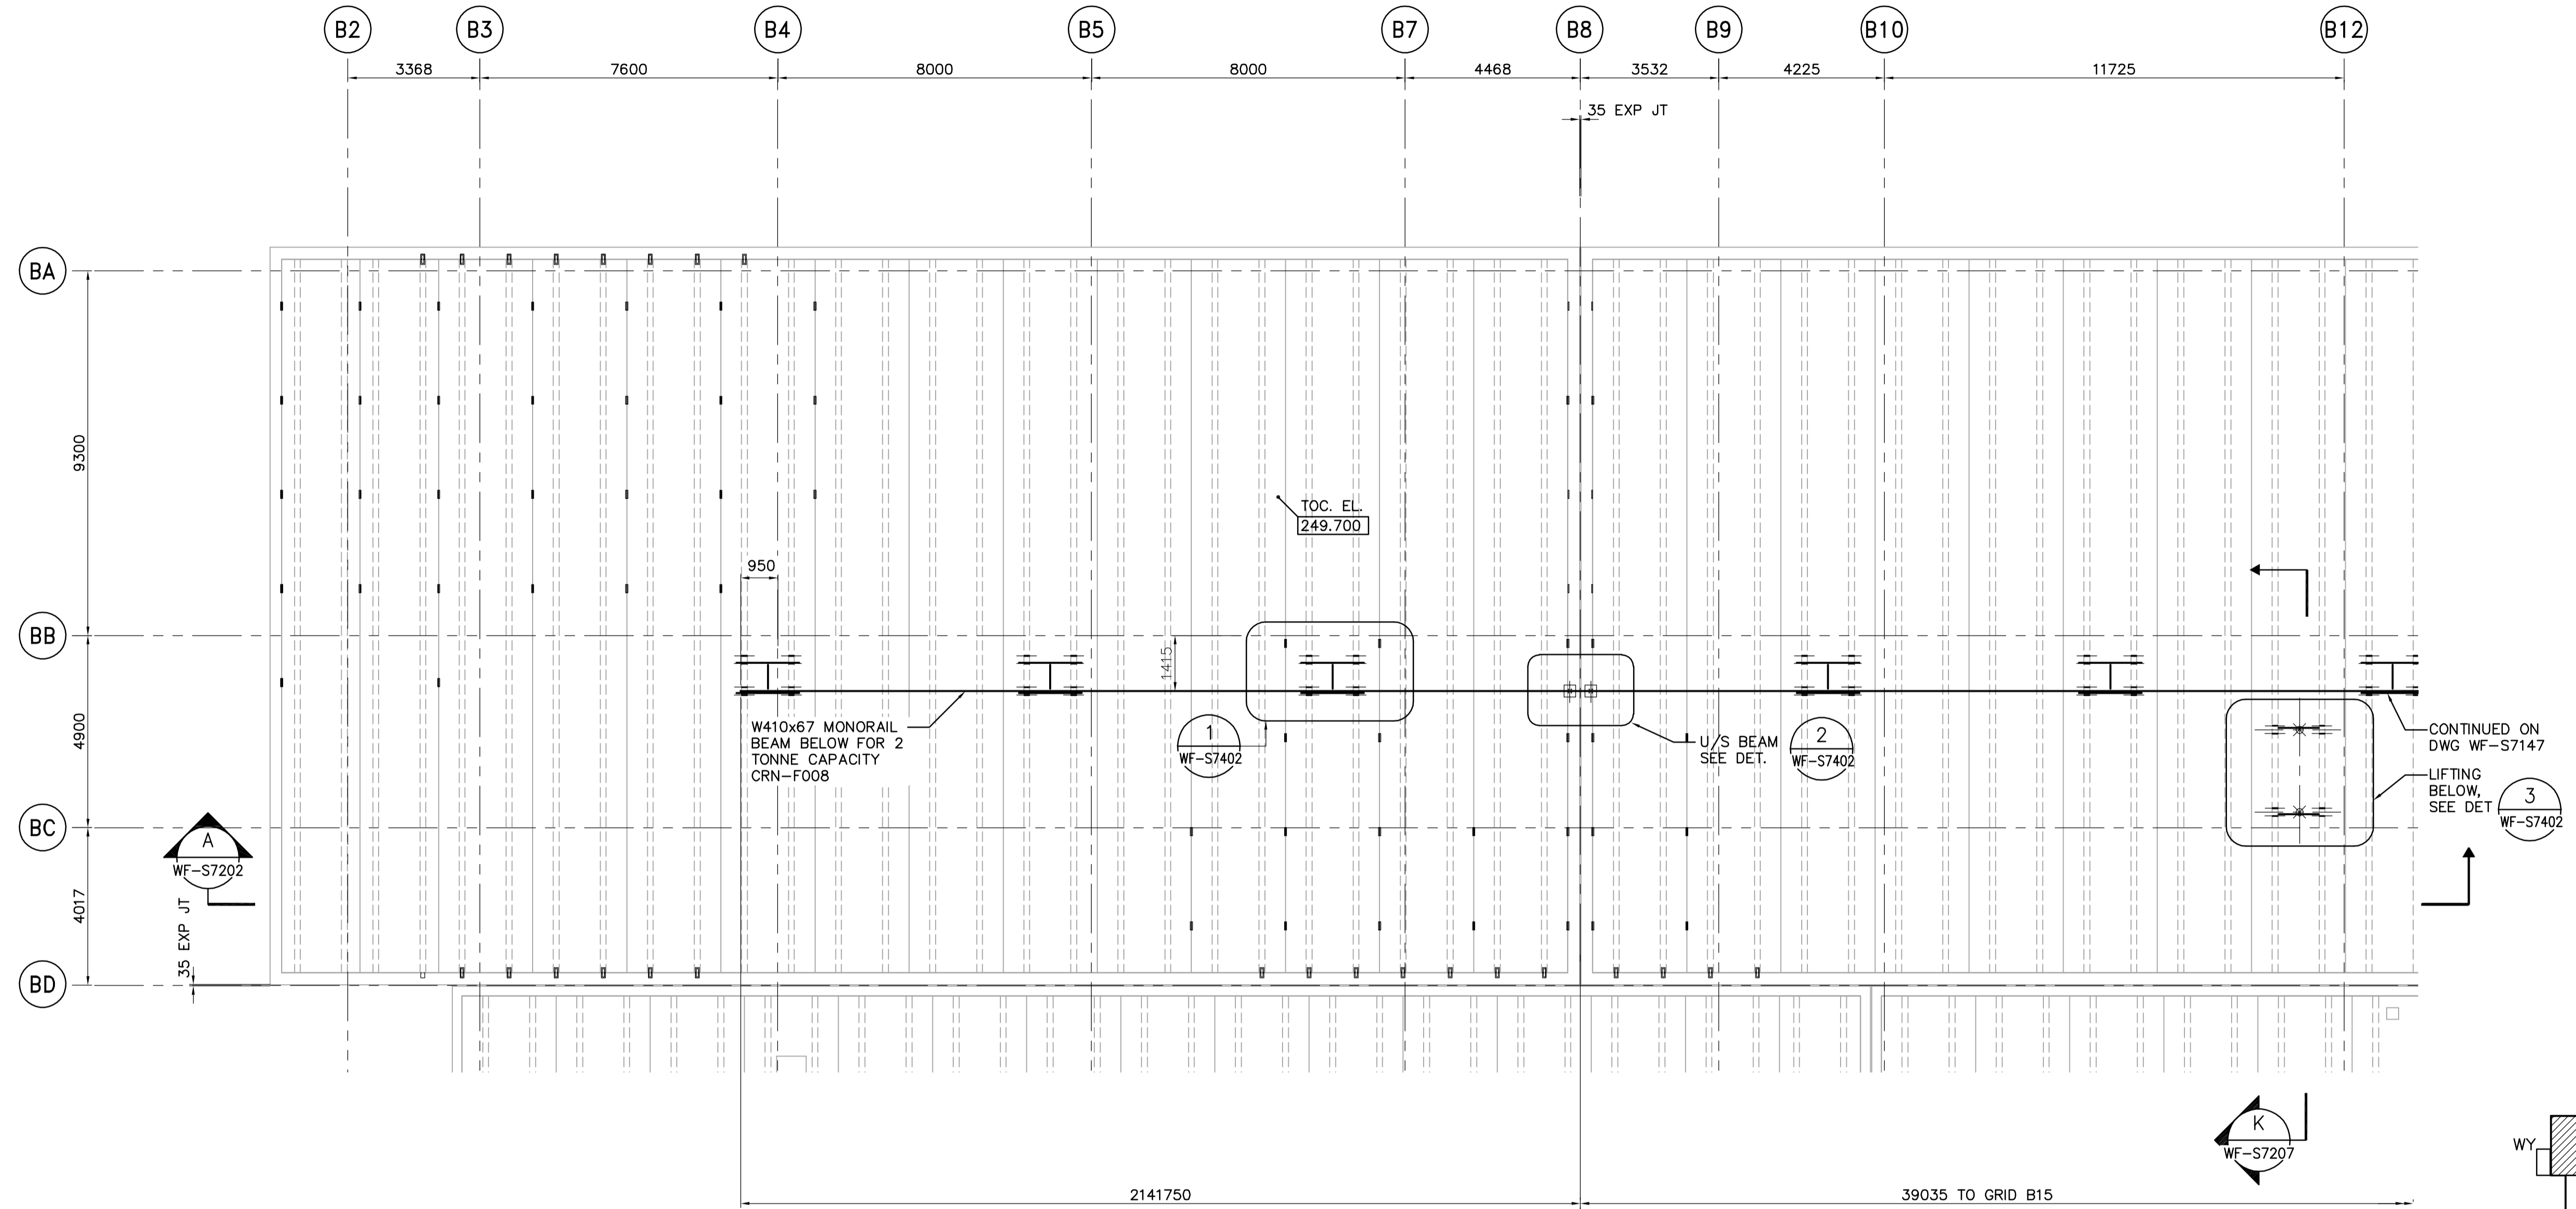 B2 B3 B4 B5 B7 B8 B9 B10 B12
3368 7600 8000 8000 4468 3532 4225 11725
35 EXP JT
BA
9300
TOC. EL.
249.700
950
BB
1415
4900
W410x67 MONORAIL
BEAM BELOW FOR 2
TONNE CAPACITY
CRN-F008
1
WF-S7402
U/S BEAM
SEE DET.
2
WF-S7402
CONTINUED ON
DWG WF-S7147
LIFTING
BELOW,
SEE DET
3
WF-S7402
BC
A
WF-S7202
4017
35 EXP JT
BD
K
WF-S7207
WY
2141750
39035 TO GRID B15